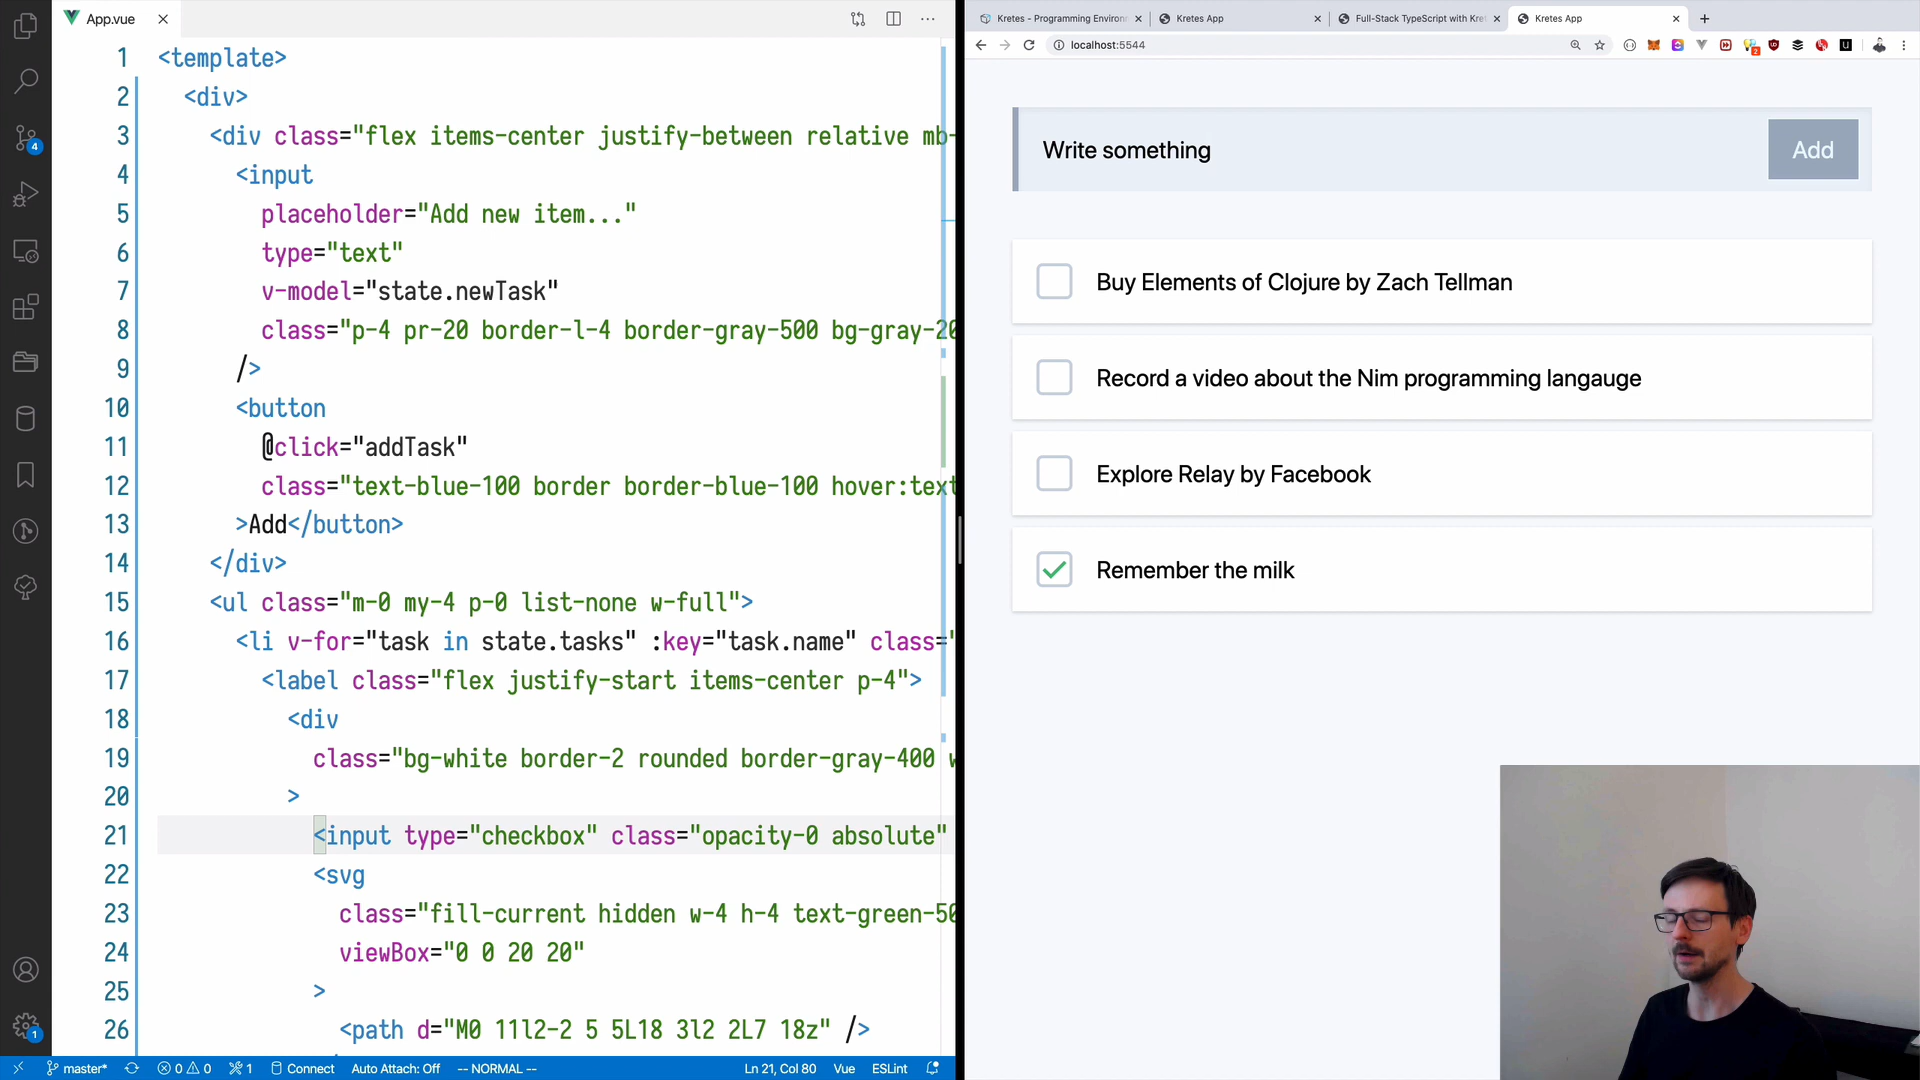 App.vue
1 <template>
2 <div>
3 <div class="flex items-center justify-between relative mb-
4 <input
5 placeholder="Add new item..."
6 type="text"
7 v-model="state.newTask"
8 class="p-4 pr-20 border-l-4 border-gray-500 bg-gray-20
9 />
10 <button
11 @click="addTask"
12 class="text-blue-100 border border-blue-100 hover:text
13 >Add</button>
14 </div>
15 <ul class="m-0 my-4 p-0 list-none w-full">
16 <li v-for="task in state.tasks" :key="task.name" class="
17 <label class="flex justify-start items-center p-4">
18 <div
19 class="bg-white border-2 rounded border-gray-400 w
20 >
21 <input type="checkbox" class="opacity-0 absolute"
22 <svg
23 class="fill-current hidden w-4 h-4 text-green-50
24 viewBox="0 0 20 20"
25 >
26 <path d="M0 11l2-2 5 5L18 3l2 2L7 18z" />
4
1
master* 0 0 1 Connect Auto Attach: Off -- NORMAL -- Ln 21, Col 80 Vue ESLint
Kretes - Programming Environm
Kretes App
Full-Stack TypeScript with Kret
Kretes App
localhost:5544
2
Write something
Add
Buy Elements of Clojure by Zach Tellman
Record a video about the Nim programming langauge
Explore Relay by Facebook
Remember the milk